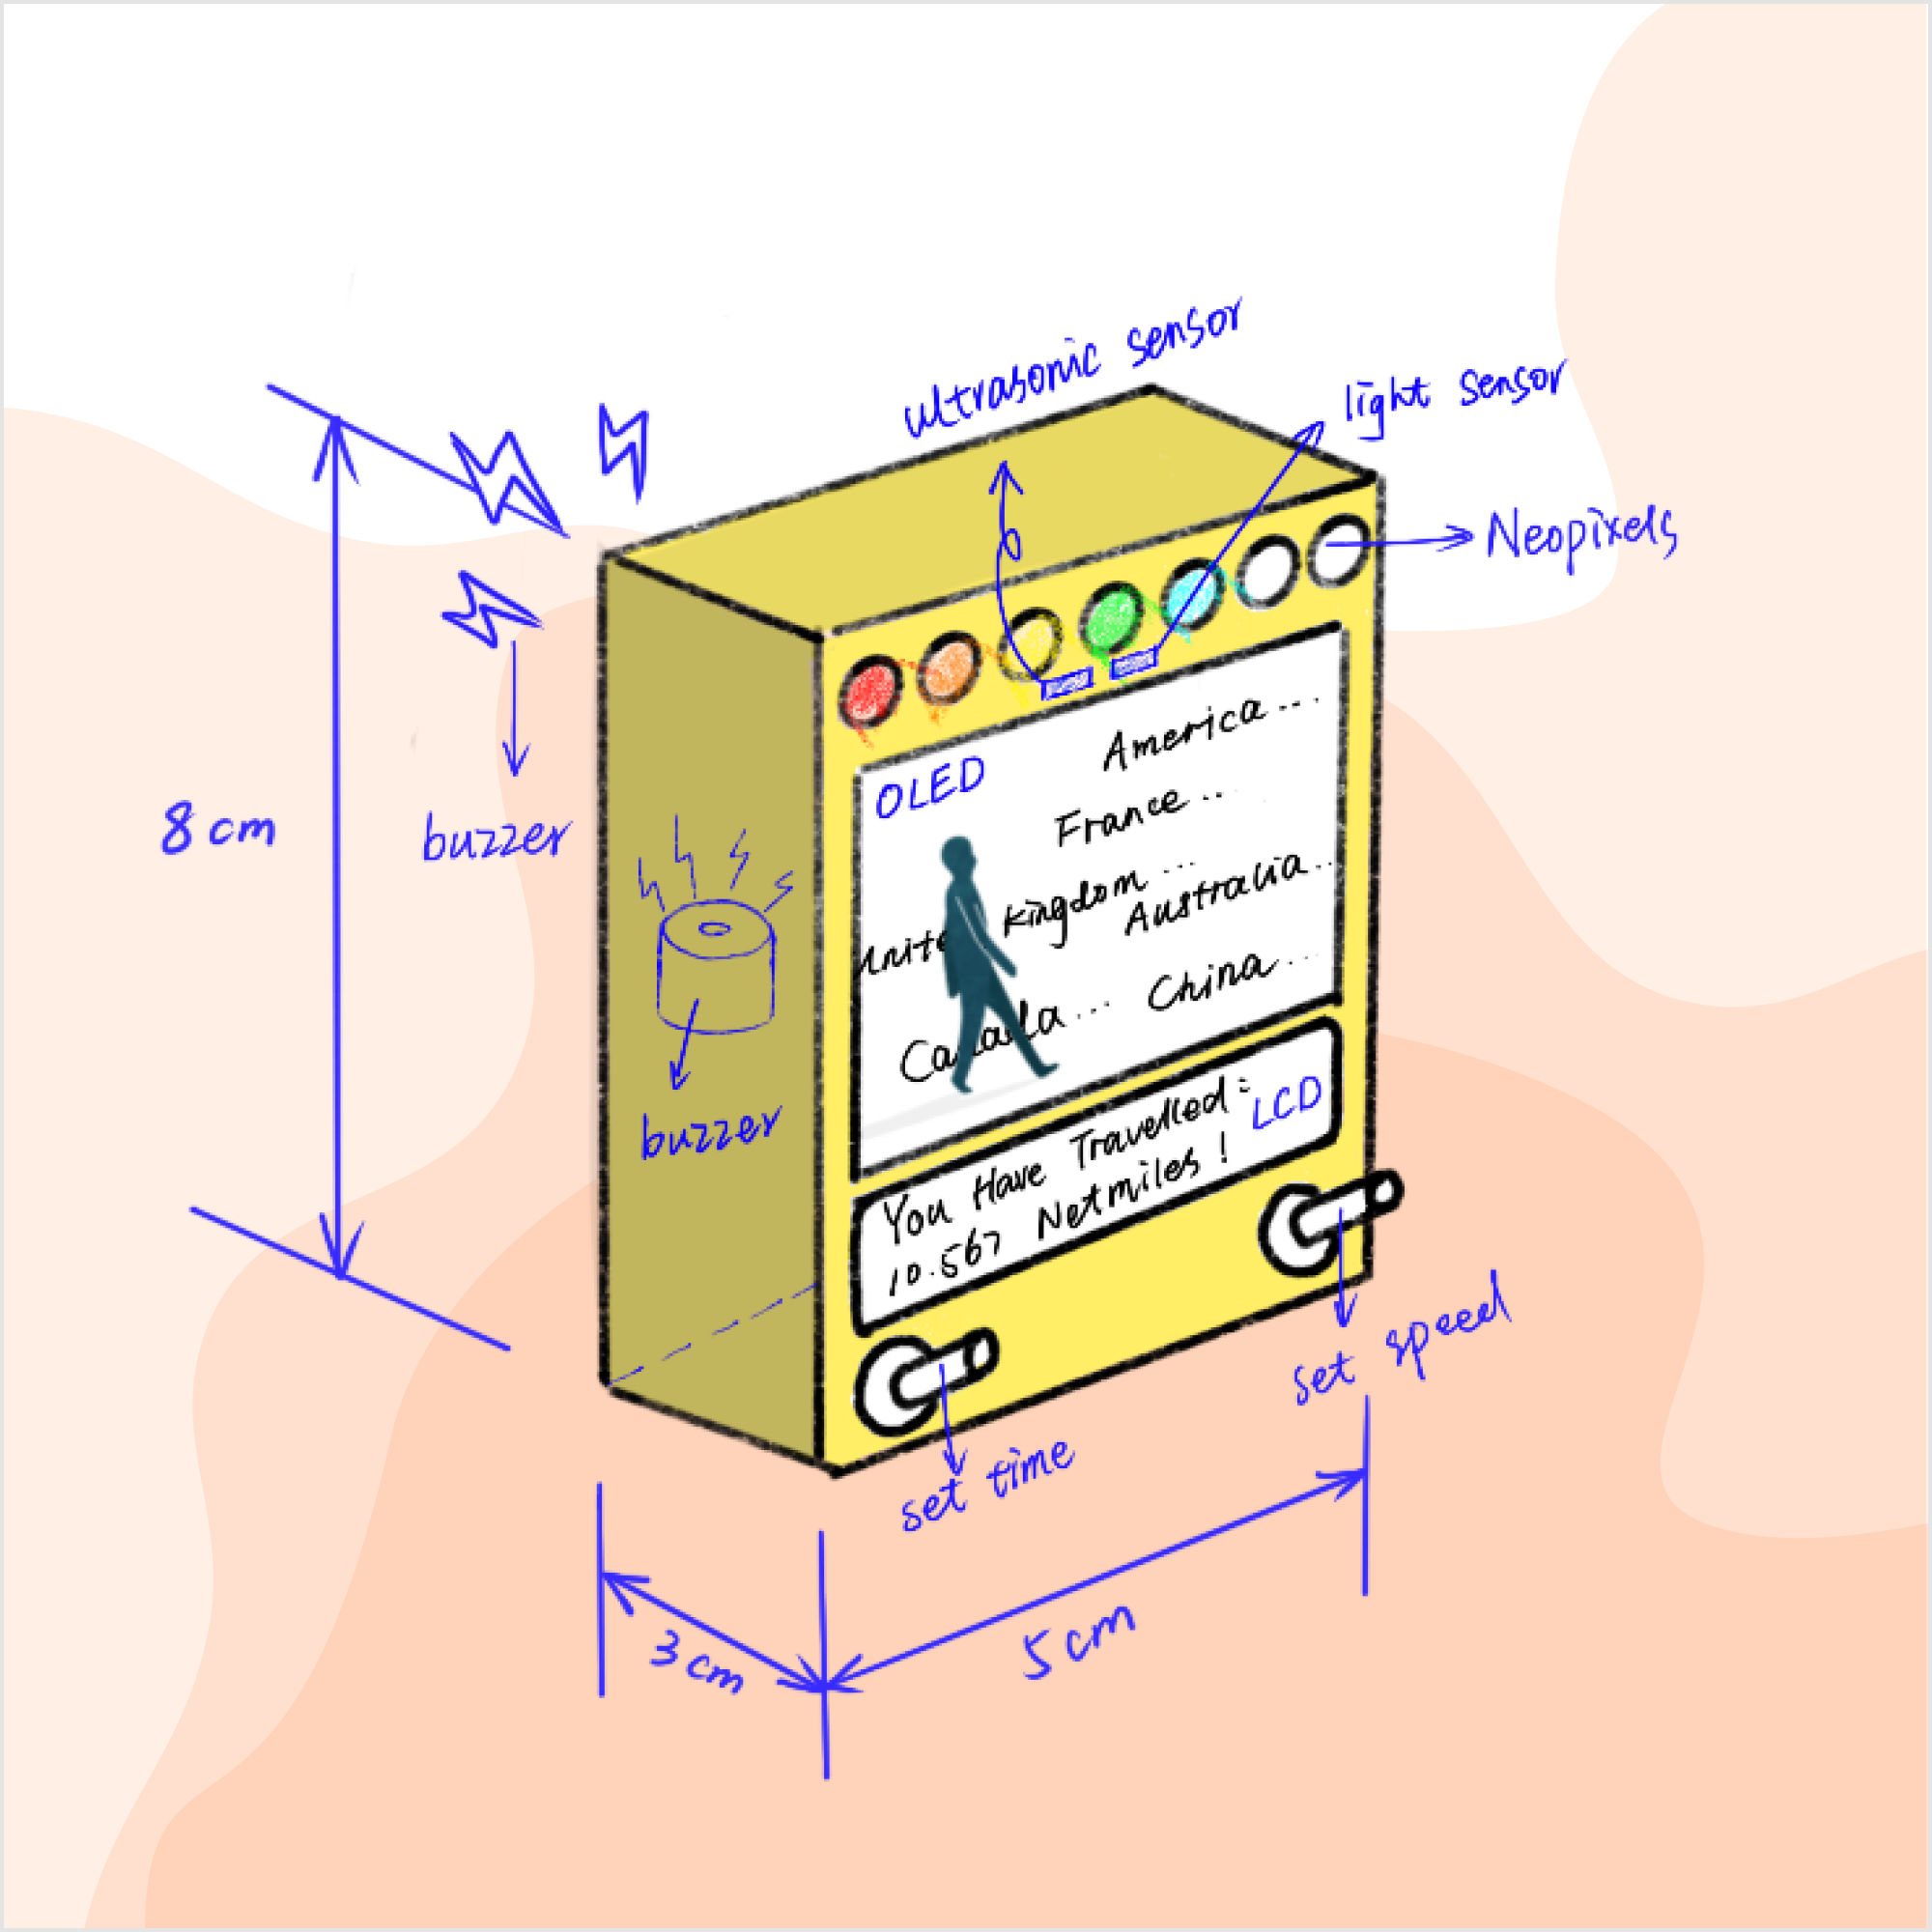 ultrasonic sensor
light sensor
Neopixels
OLED
America...
France...
Unite Kingdom...
Australia..
Canada... China...
8 cm
buzzer
buzzer
You Have Travelled:
10.567 Netmiles!
LCD
set speed
set time
3 cm
5 cm